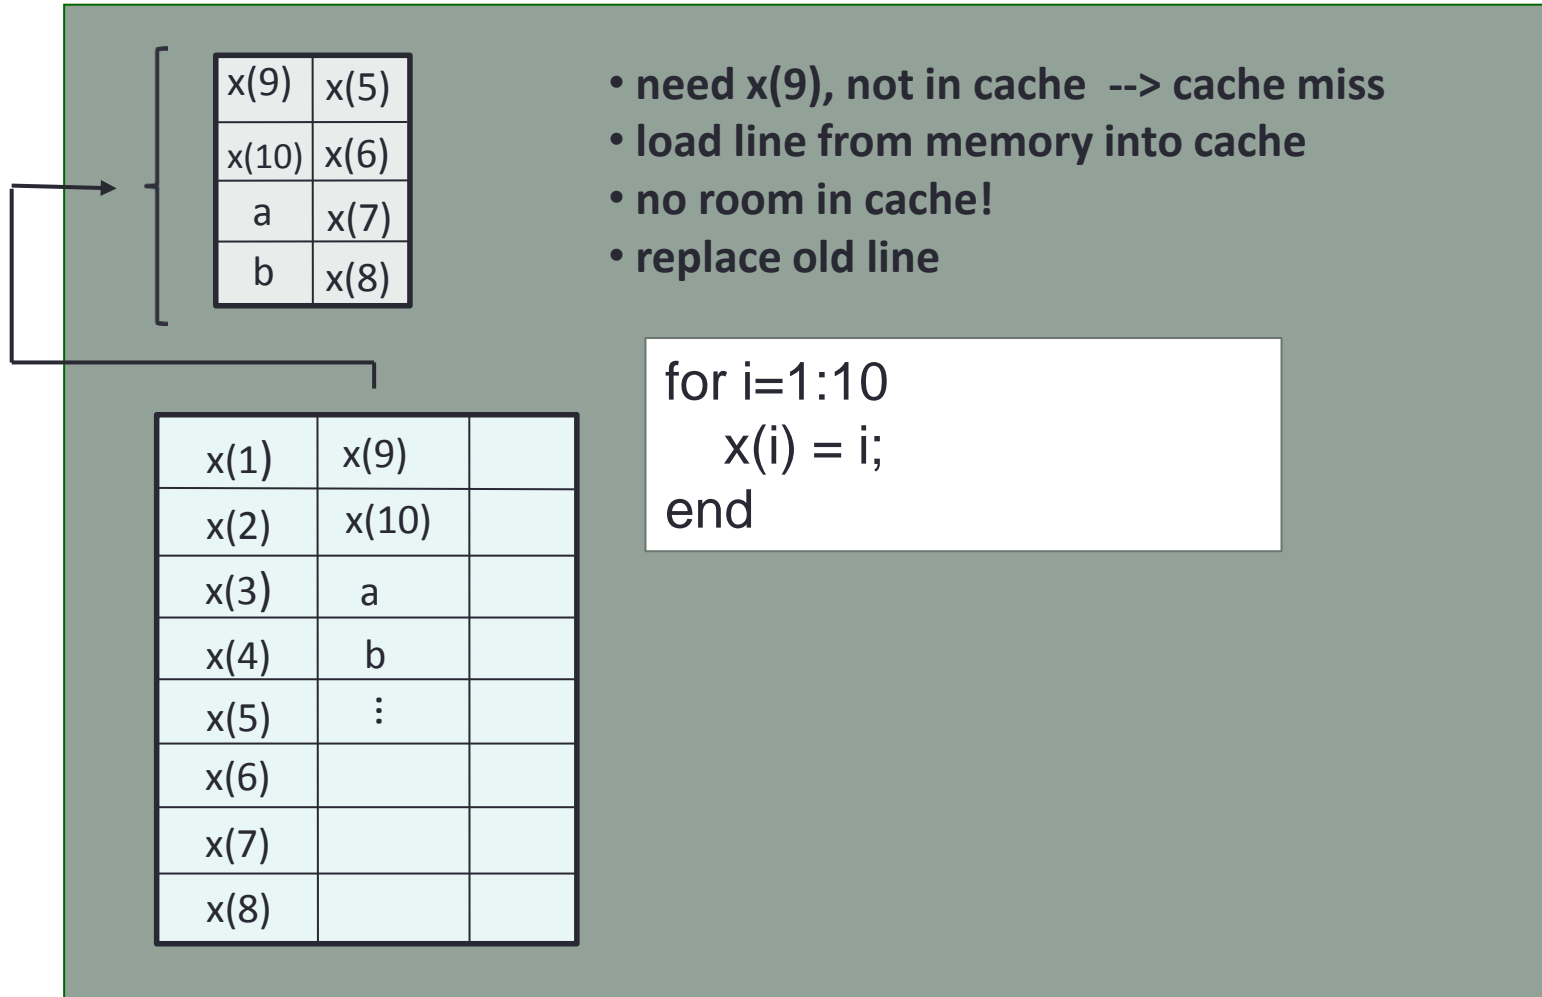 x(9) x(5)
x(10) x(6)
a x(7)
b x(8)
• need x(9), not in cache --> cache miss
• load line from memory into cache
• no room in cache!
• replace old line
for i=1:10
x(i) = i;
end
x(1) x(9)
x(2) x(10)
x(3) a
x(4) b
x(5) ⋮
x(6)
x(7)
x(8)